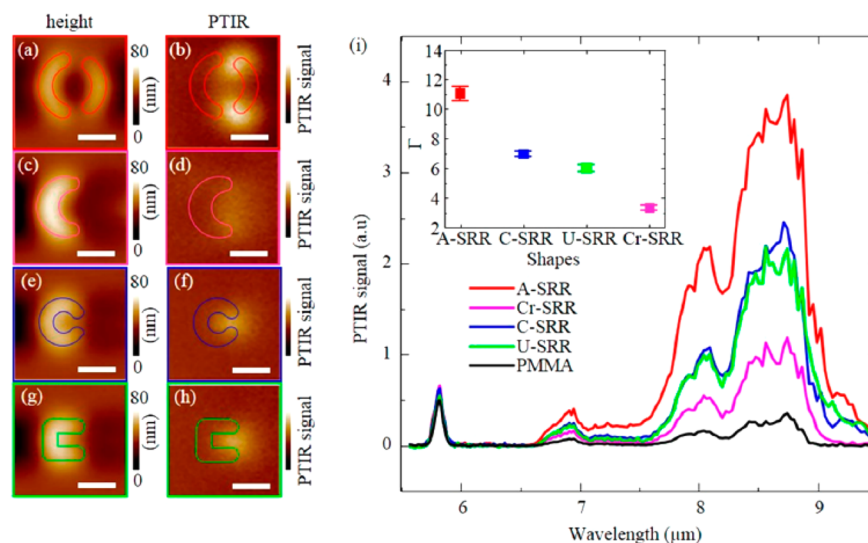 height PTIR
(a) 80 (nm) 0 (b) PTIR signal
(c) 80 (nm) 0 (d) PTIR signal
(e) 80 (nm) 0 (f) PTIR signal
(g) 80 (nm) 0 (h) PTIR signal
(i)
4
3
2
1
0
PTIR signal (a.u)
6 7 8 9
Wavelength (µm)
14
12
10
8
6
4
2
Γ
A-SRR C-SRR U-SRR Cr-SRR
Shapes
A-SRR
Cr-SRR
C-SRR
U-SRR
PMMA